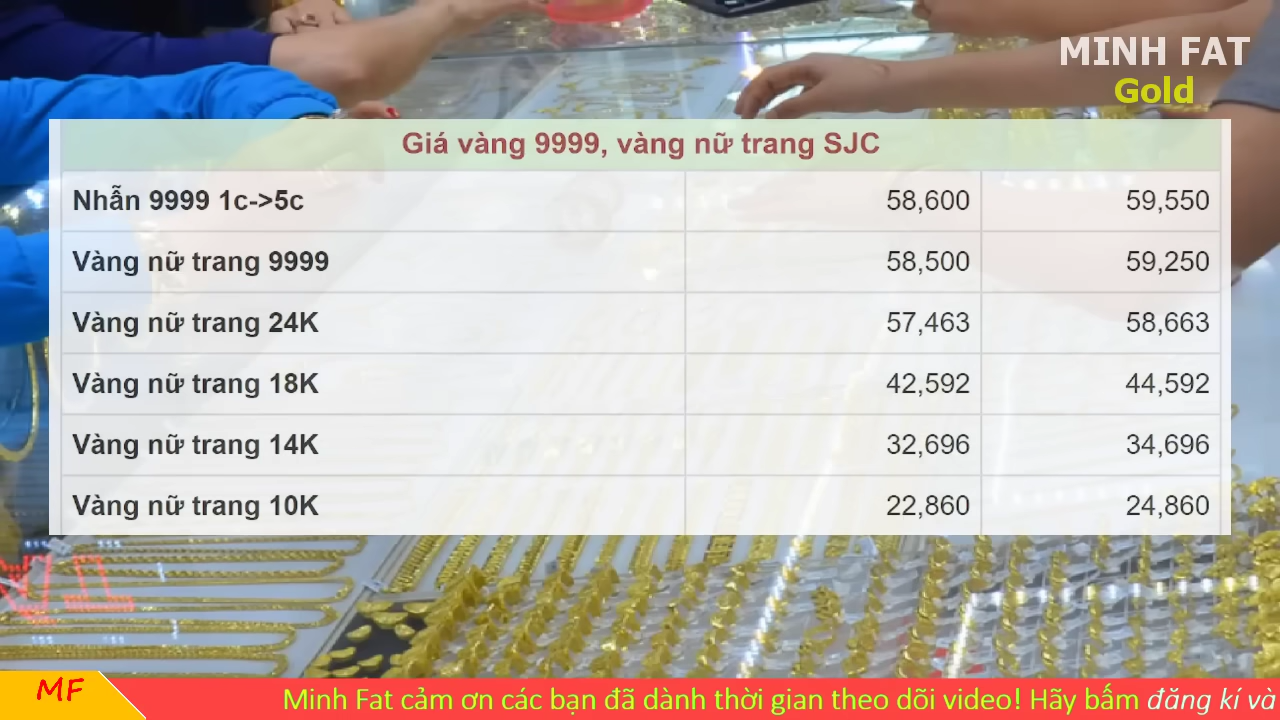 MINH FAT
Gold
Giá vàng 9999, vàng nữ trang SJC
Nhẫn 9999 1c->5c 58,600 59,550
Vàng nữ trang 9999 58,500 59,250
Vàng nữ trang 24K 57,463 58,663
Vàng nữ trang 18K 42,592 44,592
Vàng nữ trang 14K 32,696 34,696
Vàng nữ trang 10K 22,860 24,860
MF Minh Fat cảm ơn các bạn đã dành thời gian theo dõi video! Hãy bấm đăng kí và